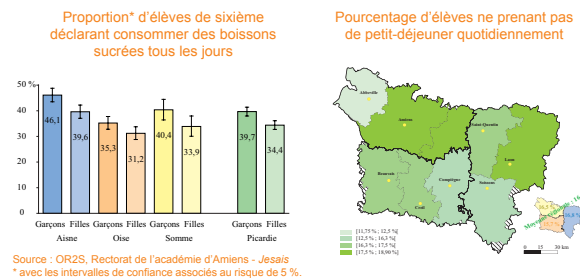 Proportion* d'élèves de sixième
déclarant consommer des boissons
sucrées tous les jours
50 %
40
30
20
10
0
46,1
39,6
35,3
31,2
40,4
33,9
39,7
34,4
Garçons Filles Garçons Filles Garçons Filles Garçons Filles
Aisne Oise Somme Picardie
Source : OR2S, Rectorat de l'académie d'Amiens - Jesais
* avec les intervalles de confiance associés au risque de 5 %.
Pourcentage d'élèves ne prenant pas
de petit-déjeuner quotidiennement
Abbeville
Amiens
Saint-Quentin
Laon
Beauvais
Compiègne
Soissons
Creil
[11,75 % ; 12,5 %[
[12,5 % ; 16,3 %[
[16,3 % ; 17,5 %[
[17,5 % ; 18,90 %]
0 15 30 km